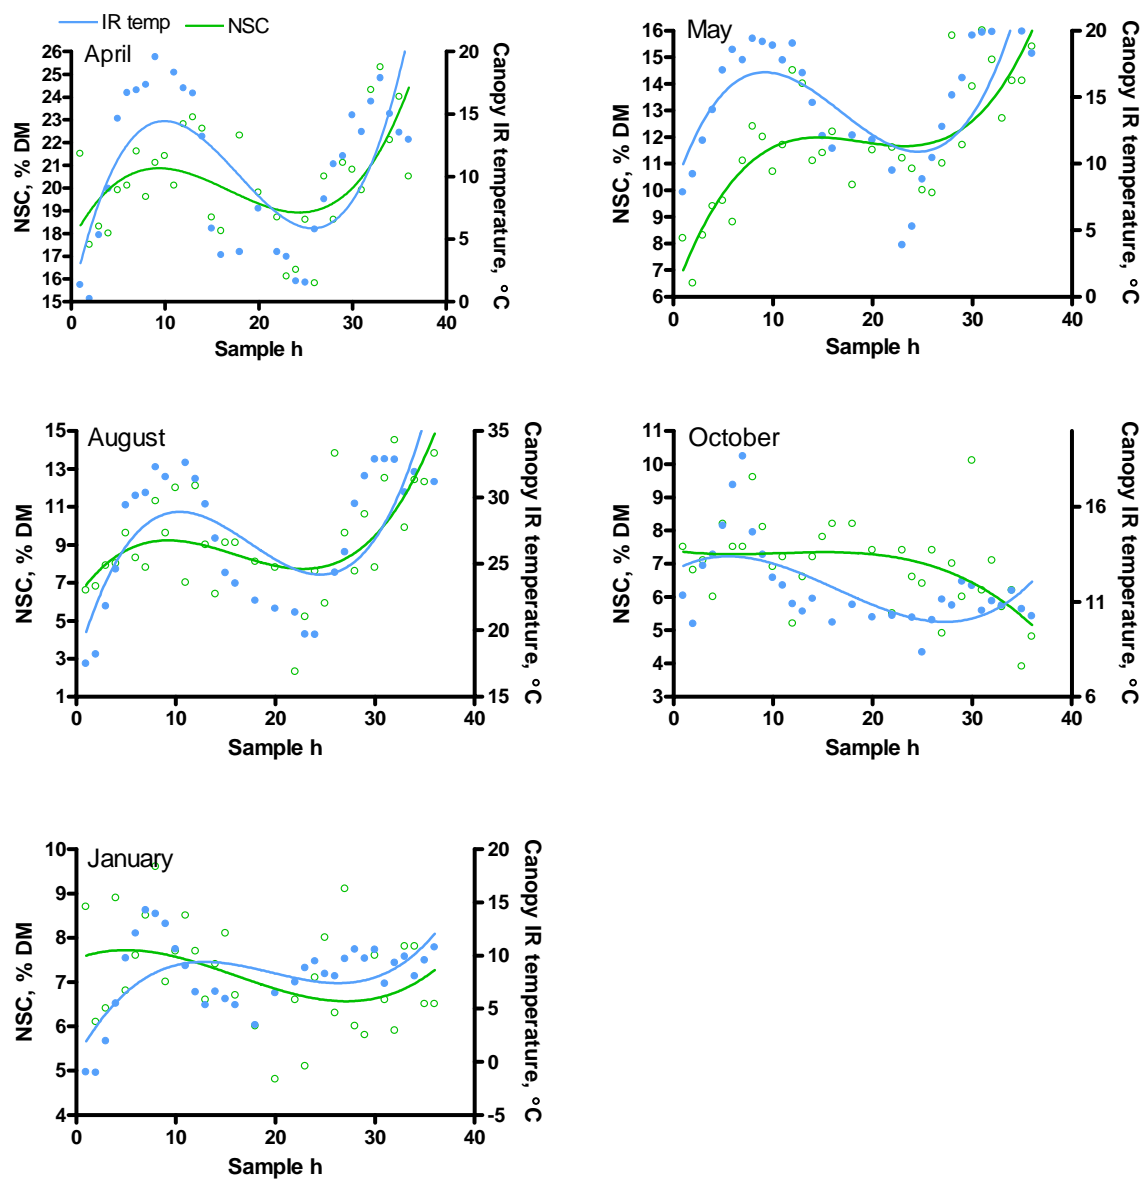 IR temp NSC
April
26
25
24
23
22
21
20
19
18
17
16
15
NSC, % DM
20
15
10
5
0
Canopy IR temperature, °C
0 10 20 30 40
Sample h
May
16
15
14
13
12
11
10
9
8
7
6
NSC, % DM
20
15
10
5
0
Canopy IR temperature, °C
0 10 20 30 40
Sample h
August
15
13
11
9
7
5
3
1
NSC, % DM
35
30
25
20
15
Canopy IR temperature, °C
0 10 20 30 40
Sample h
October
11
10
9
8
7
6
5
4
3
NSC, % DM
16
11
6
Canopy IR temperature, °C
0 10 20 30 40
Sample h
January
10
9
8
7
6
5
4
NSC, % DM
20
15
10
5
0
-5
Canopy IR temperature, °C
0 10 20 30 40
Sample h